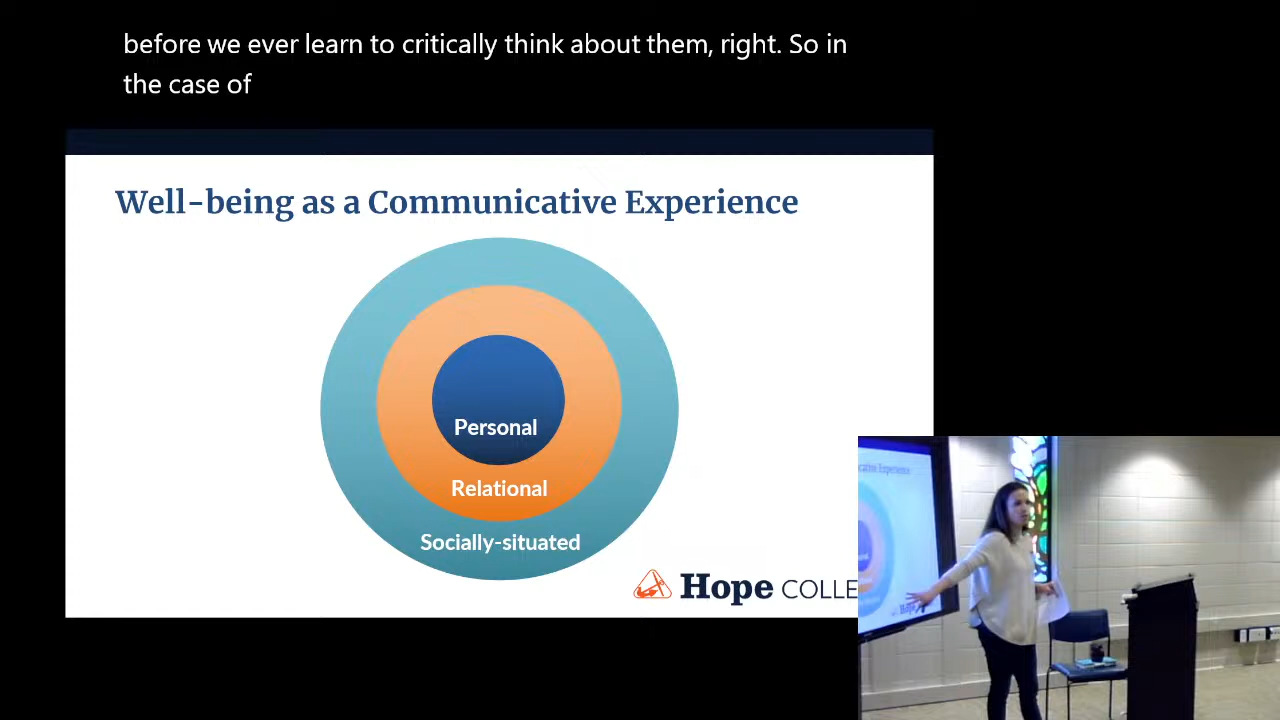 before we ever learn to critically think about them, right. So in
the case of
Well-being as a Communicative Experience
Personal
Relational
Socially-situated
Hope COLLE